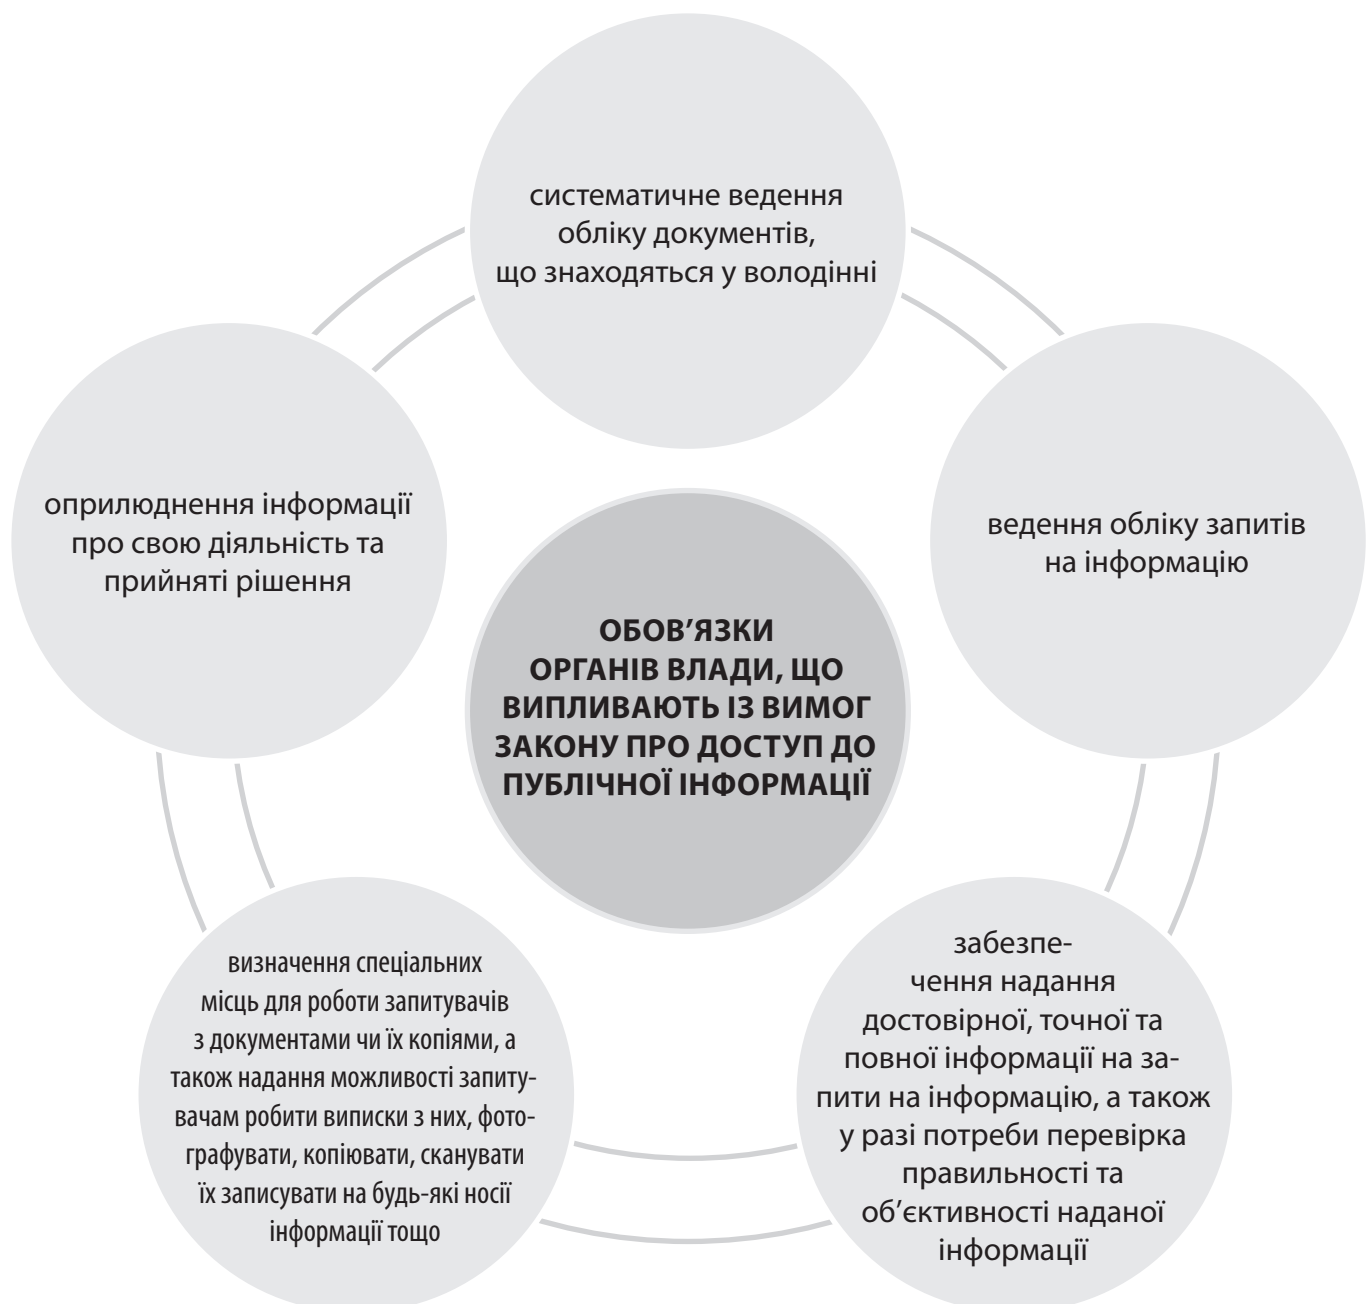 систематичне ведення
обліку документів,
що знаходяться у володінні
оприлюднення інформації
про свою діяльність та
прийняті рішення
ведення обліку запитів
на інформацію
ОБОВ’ЯЗКИ
ОРГАНІВ ВЛАДИ, ЩО
ВИПЛИВАЮТЬ ІЗ ВИМОГ
ЗАКОНУ ПРО ДОСТУП ДО
ПУБЛІЧНОЇ ІНФОРМАЦІЇ
визначення спеціальних
місць для роботи запитувачів
з документами чи їх копіями, а
також надання можливості запиту-
вачам робити виписки з них, фото-
графувати, копіювати, сканувати
їх записувати на будь-які носії
інформації тощо
забезпе-
чення надання
достовірної, точної та
повної інформації на за-
пити на інформацію, а також
у разі потреби перевірка
правильності та
об’єктивності наданої
інформації